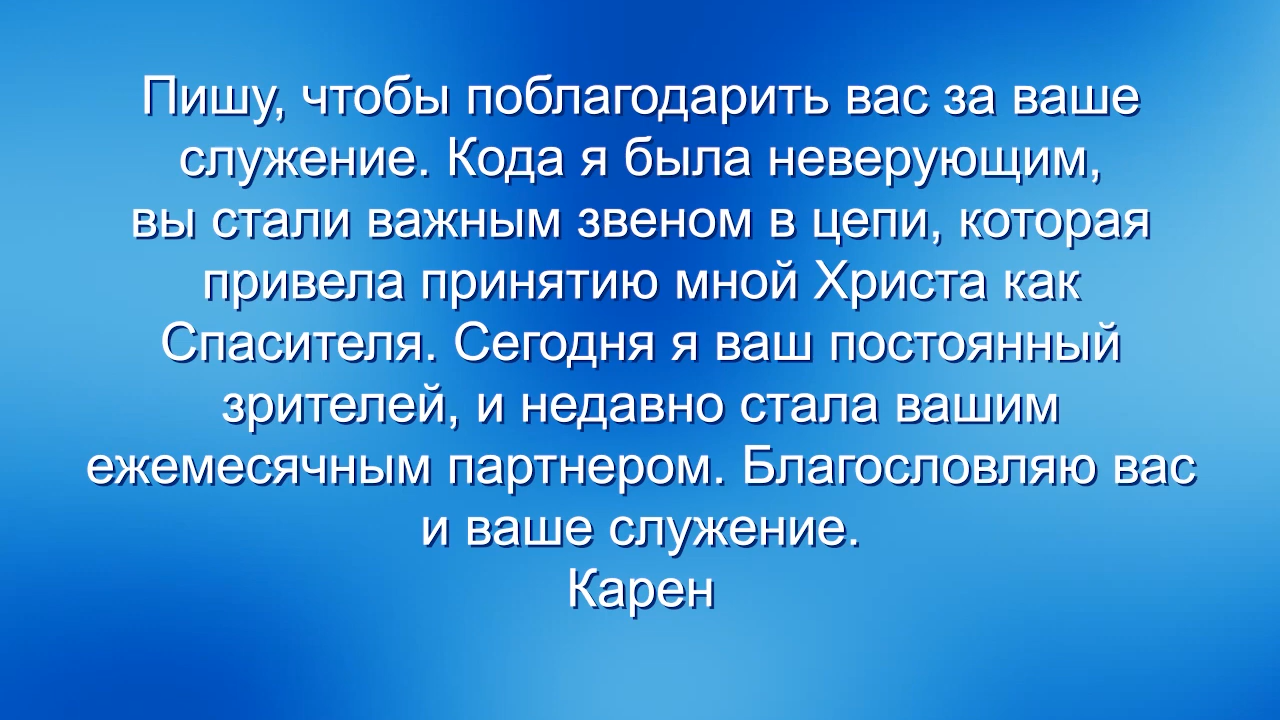 Пишу, чтобы поблагодарить вас за ваше
служение. Кода я была неверующим,
вы стали важным звеном в цепи, которая
привела принятию мной Христа как
Спасителя. Сегодня я ваш постоянный
зрителей, и недавно стала вашим
ежемесячным партнером. Благословляю вас
и ваше служение.
Карен